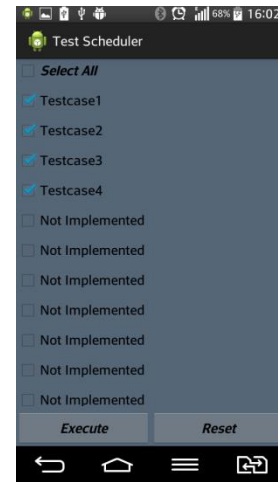 68% 16:02
Test Scheduler
Select All
Testcase1
Testcase2
Testcase3
Testcase4
Not Implemented
Not Implemented
Not Implemented
Not Implemented
Not Implemented
Not Implemented
Not Implemented
Execute Reset